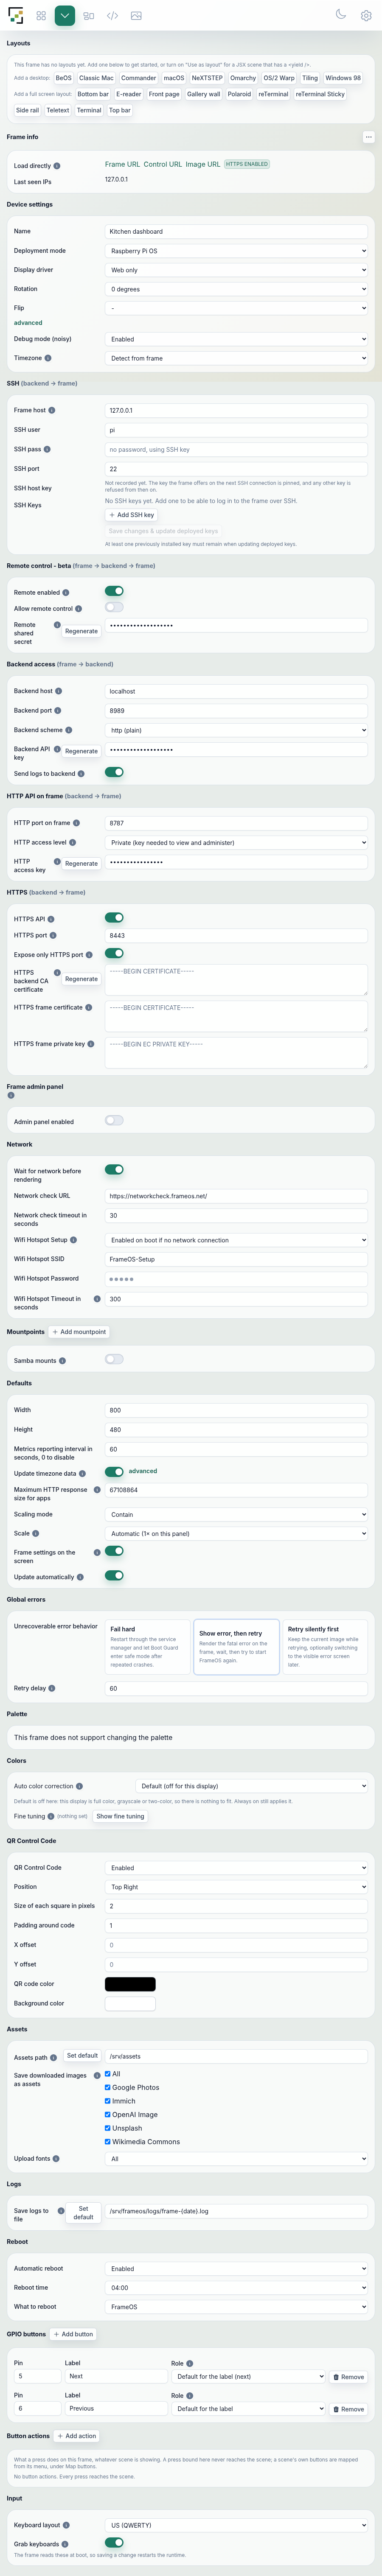 Layouts
This frame has no layouts yet. Add one below to get started, or turn on "Use as layout" for a JSX scene that has a <yield />.
Add a desktop: BeOS Classic Mac Commander macOS NeXTSTEP Omarchy OS/2 Warp Tiling Windows 98
Add a full screen layout: Bottom bar E-reader Front page Gallery wall Polaroid reTerminal reTerminal Sticky
Side rail Teletext Terminal Top bar
Frame info
Load directly Frame URL Control URL Image URL HTTPS ENABLED
Last seen IPs 127.0.0.1
Device settings
Name Kitchen dashboard
Deployment mode Raspberry Pi OS
Display driver Web only
Rotation 0 degrees
Flip -
advanced
Debug mode (noisy) Enabled
Timezone Detect from frame
SSH (backend → frame)
Frame host 127.0.0.1
SSH user pi
SSH pass no password, using SSH key
SSH port 22
SSH host key Not recorded yet. The key the frame offers on the next SSH connection is pinned, and any other key is
refused from then on.
SSH Keys No SSH keys yet. Add one to be able to log in to the frame over SSH.
+ Add SSH key
Save changes & update deployed keys
At least one previously installed key must remain when updating deployed keys.
Remote control - beta (frame → backend → frame)
Remote enabled
Allow remote control
Remote shared secret Regenerate •••••••••••••••••••
Backend access (frame → backend)
Backend host localhost
Backend port 8989
Backend scheme http (plain)
Backend API key Regenerate •••••••••••••••••••
Send logs to backend
HTTP API on frame (backend → frame)
HTTP port on frame 8787
HTTP access level Private (key needed to view and administer)
HTTP access key Regenerate ••••••••••••••••
HTTPS (backend → frame)
HTTPS API
HTTPS port 8443
Expose only HTTPS port
HTTPS backend CA certificate Regenerate -----BEGIN CERTIFICATE-----
HTTPS frame certificate -----BEGIN CERTIFICATE-----
HTTPS frame private key -----BEGIN EC PRIVATE KEY-----
Frame admin panel
Admin panel enabled
Network
Wait for network before rendering
Network check URL https://networkcheck.frameos.net/
Network check timeout in seconds 30
Wifi Hotspot Setup Enabled on boot if no network connection
Wifi Hotspot SSID FrameOS-Setup
Wifi Hotspot Password •••••
Wifi Hotspot Timeout in seconds 300
Mountpoints + Add mountpoint
Samba mounts
Defaults
Width 800
Height 480
Metrics reporting interval in seconds, 0 to disable 60
Update timezone data advanced
Maximum HTTP response size for apps 67108864
Scaling mode Contain
Scale Automatic (1× on this panel)
Frame settings on the screen
Update automatically
Global errors
Unrecoverable error behavior
Fail hard
Restart through the service manager and let Boot Guard enter safe mode after repeated crashes.
Show error, then retry
Render the fatal error on the frame, wait, then try to start FrameOS again.
Retry silently first
Keep the current image while retrying, optionally switching to the visible error screen later.
Retry delay 60
Palette
This frame does not support changing the palette
Colors
Auto color correction Default (off for this display)
Default is off here: this display is full color, grayscale or two-color, so there is nothing to fit. Always on still applies it.
Fine tuning (nothing set) Show fine tuning
QR Control Code
QR Control Code Enabled
Position Top Right
Size of each square in pixels 2
Padding around code 1
X offset 0
Y offset 0
QR code color
Background color
Assets
Assets path Set default /srv/assets
Save downloaded images as assets
All
Google Photos
Immich
OpenAI Image
Unsplash
Wikimedia Commons
Upload fonts All
Logs
Save logs to file Set default /srv/frameos/logs/frame-{date}.log
Reboot
Automatic reboot Enabled
Reboot time 04:00
What to reboot FrameOS
GPIO buttons + Add button
Pin Label Role
5 Next Default for the label (next) Remove
Pin Label Role
6 Previous Default for the label Remove
Button actions + Add action
What a press does on this frame, whatever scene is showing. A press bound here never reaches the scene; a scene's own buttons are mapped
from its menu, under Map buttons.
No button actions. Every press reaches the scene.
Input
Keyboard layout US (QWERTY)
Grab keyboards
The frame reads these at boot, so saving a change restarts the runtime.